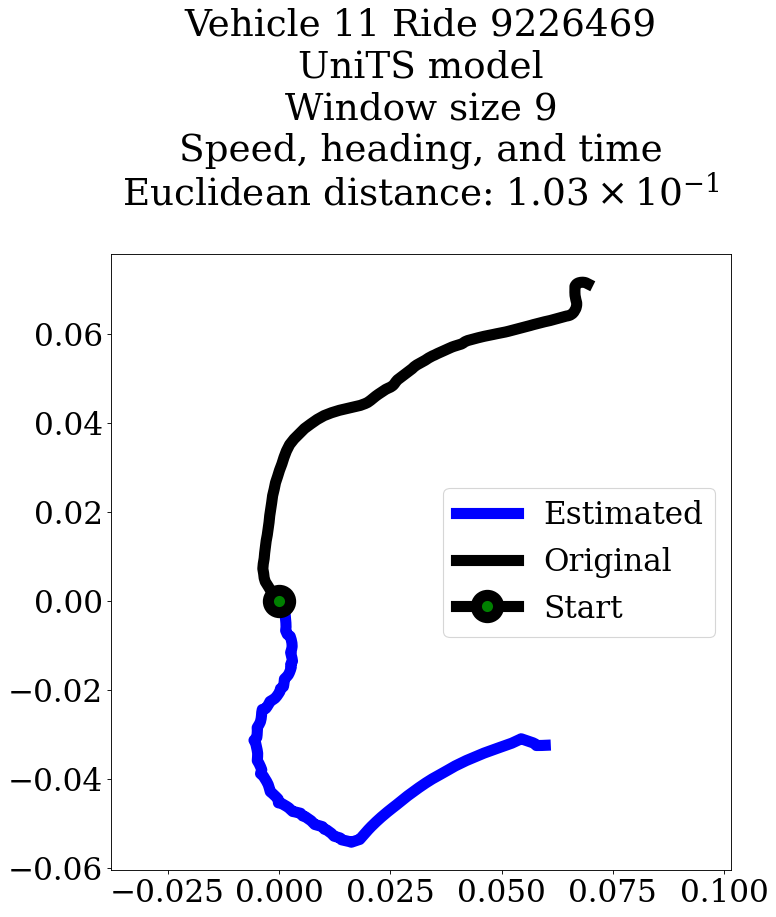 Vehicle 11 Ride 9226469
UniTS model
Window size 9
Speed, heading, and time
Euclidean distance: 1.03 × 10⁻¹
0.06
0.04
0.02
0.00
−0.02
−0.04
−0.06
Estimated
Original
Start
−0.025 0.000 0.025 0.050 0.075 0.100